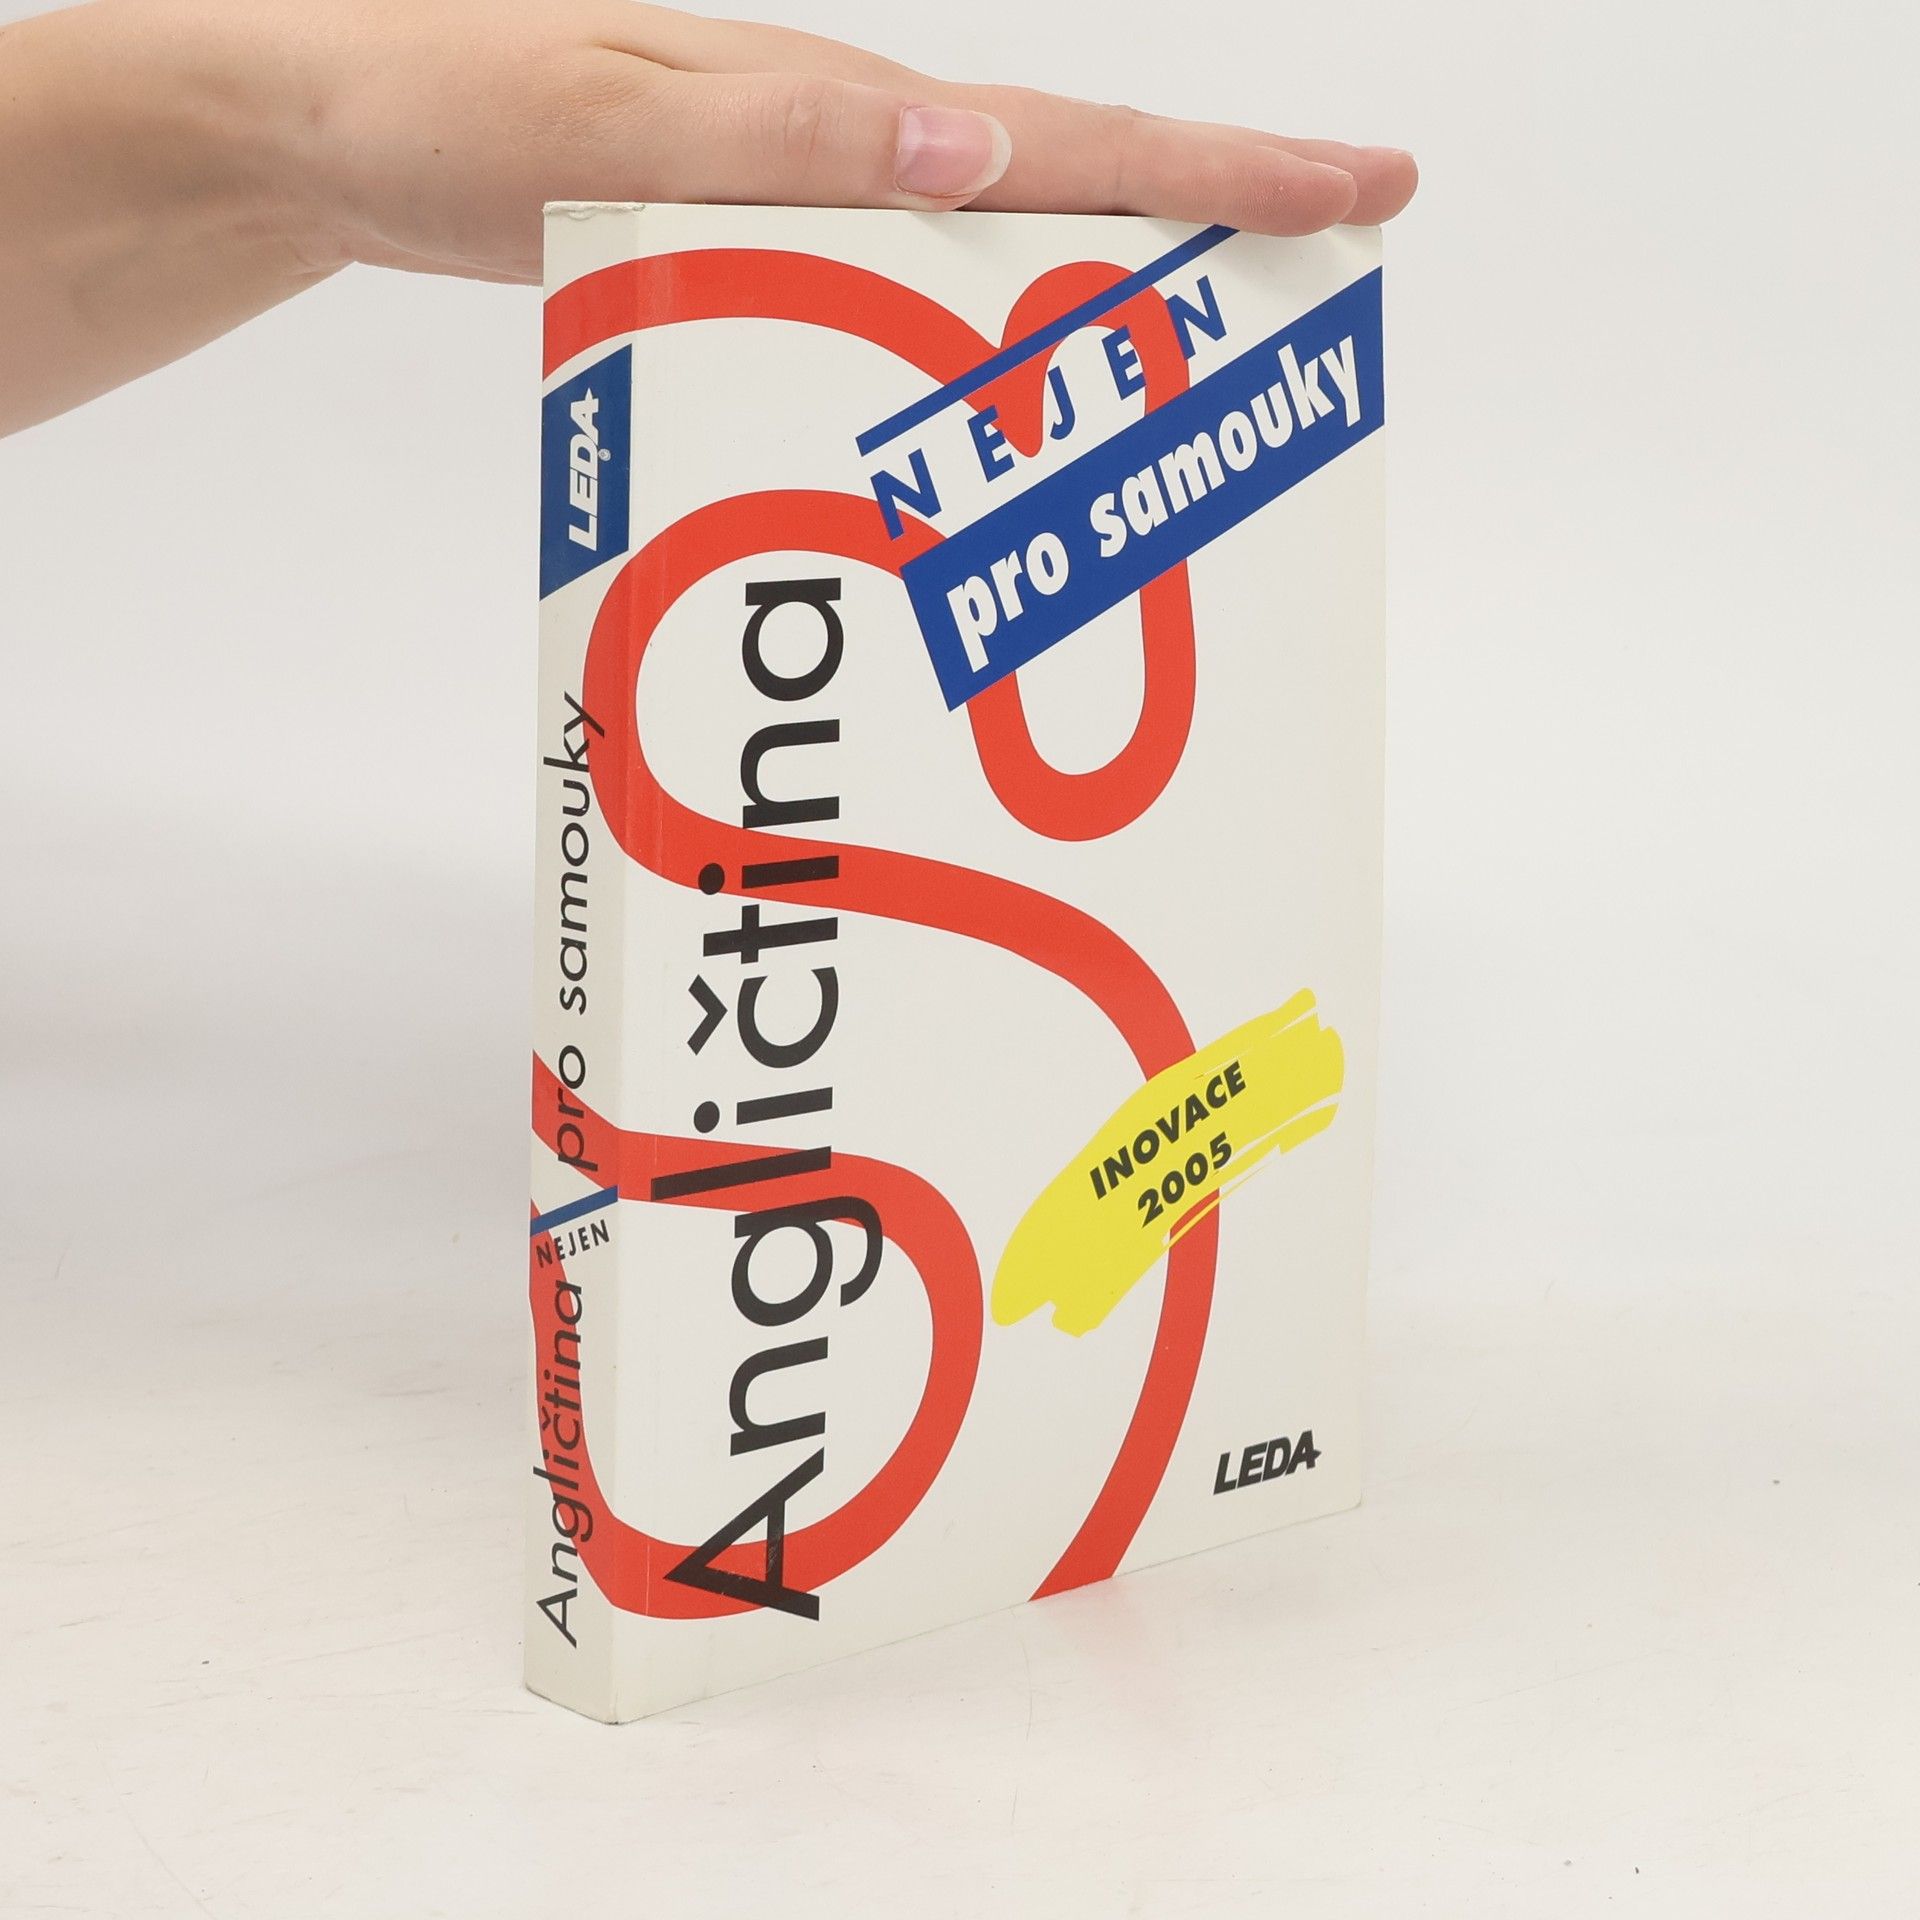 LEDA
Angličtina NEJEN pro samouky
NEJEN
pro samouky
Angličtina
INOVACE
2005
LEDA